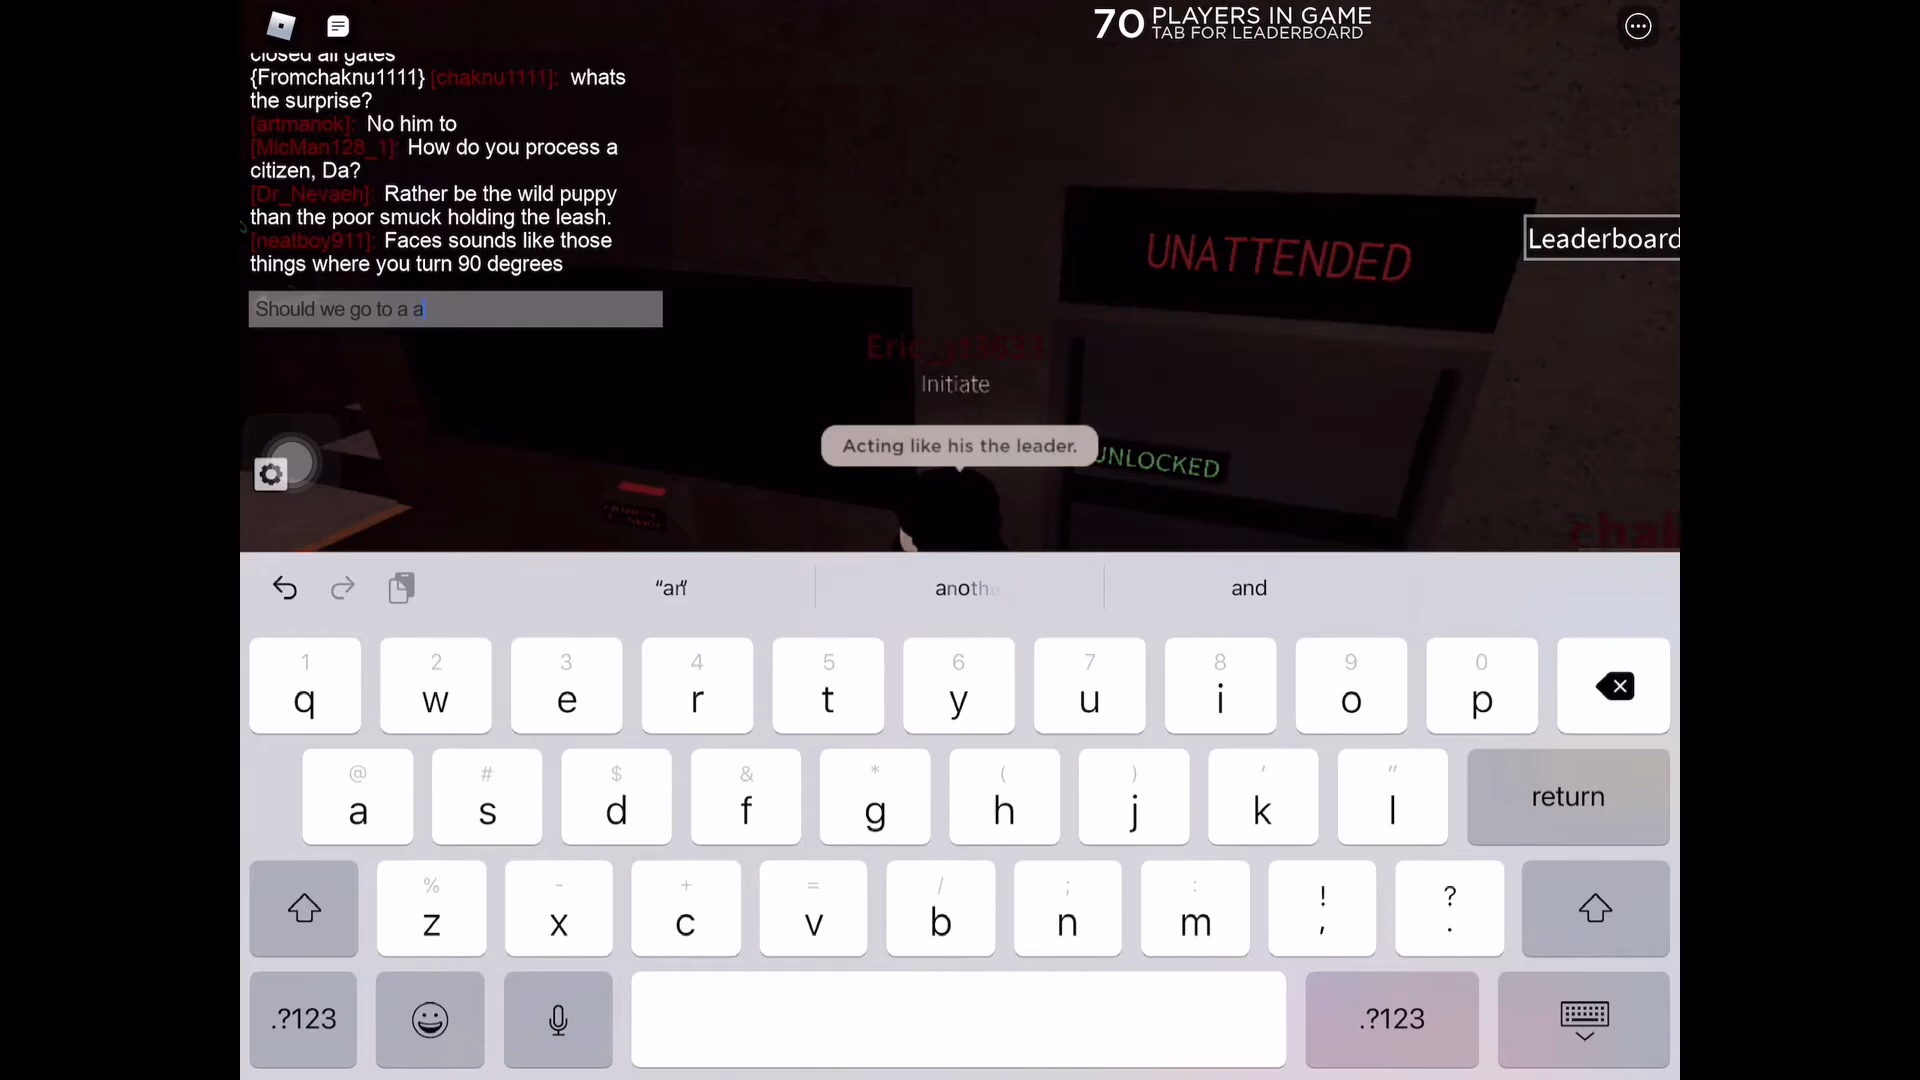 70 PLAYERS IN GAME
TAB FOR LEADERBOARD
closed all gates
{Fromchaknu1111} [chaknu1111]: whats
the surprise?
[artmanok]: No him to
[MicMan128_1]: How do you process a
citizen, Da?
[Dr_Nevaeh]: Rather be the wild puppy
than the poor smuck holding the leash.
[neatboy911]: Faces sounds like those
things where you turn 90 degrees
Should we go to a a
UNATTENDED
Leaderboard
Initiate
Acting like his the leader.
UNLOCKED
chak
and
1 2 3 4 5 6 7 8 9 0
q w e r t y u i o p
@ # $ & * ( ) ' "
a s d f g h j k l return
% - + = / ; : ! ?
z x c v b n m , .
.?123 .?123